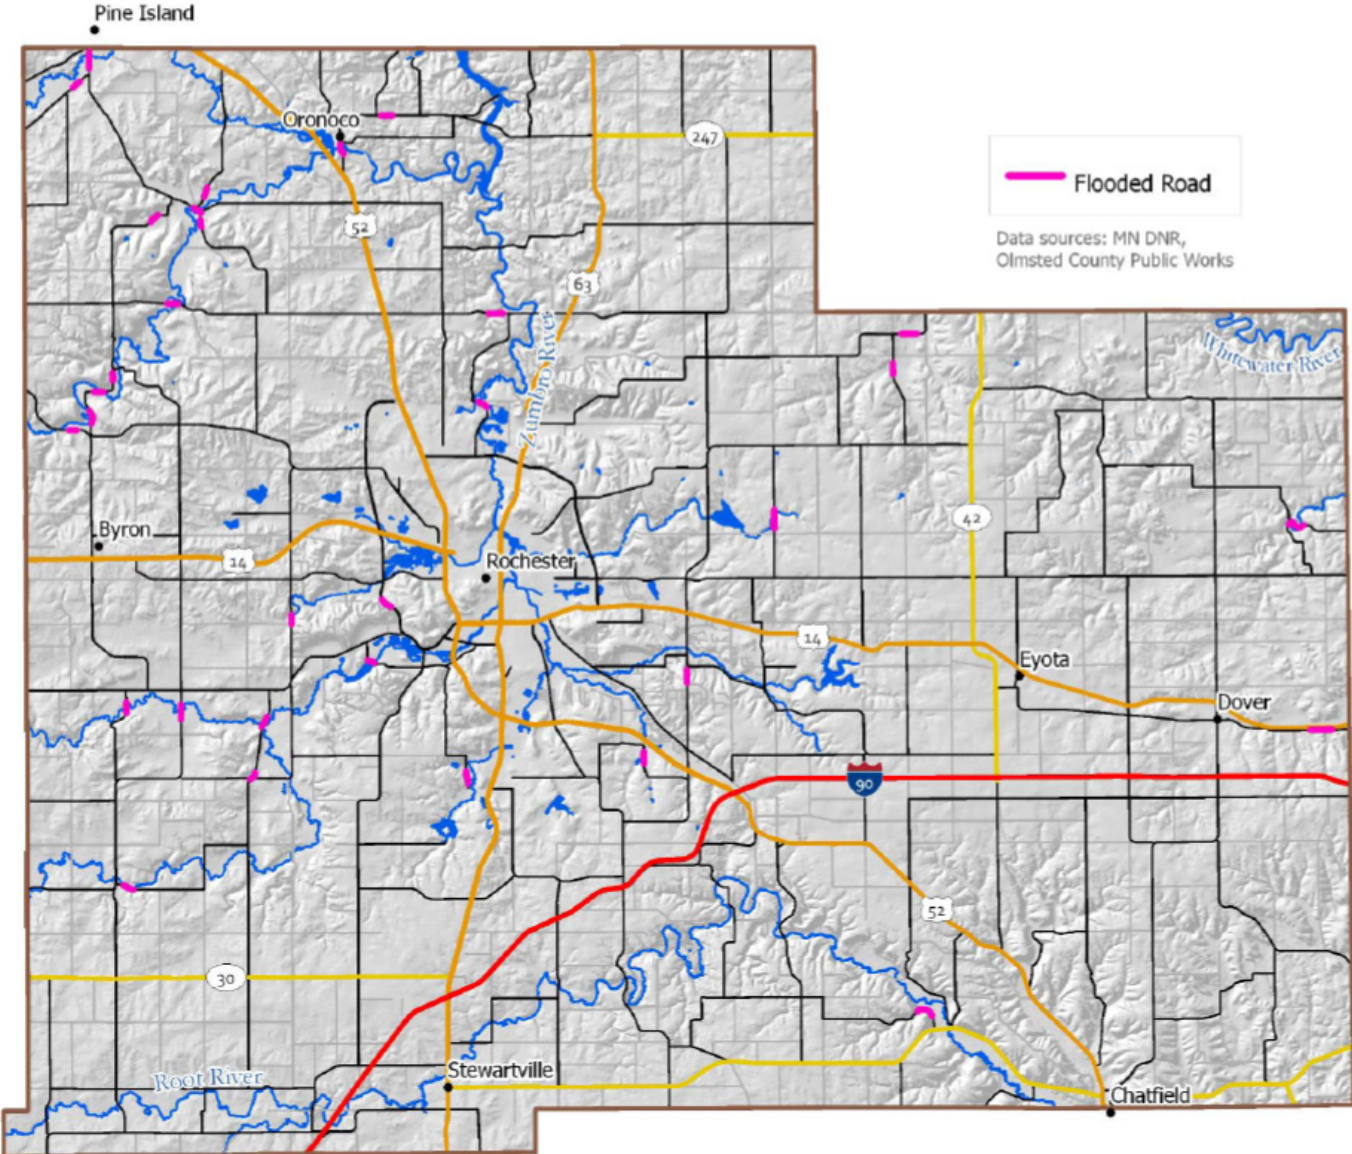 Pine Island
Oronoco
247
Flooded Road
Data sources: MN DNR,
Olmsted County Public Works
52
63
Zumbro River
Whitewater River
Byron
14
Rochester
42
14
Eyota
Dover
90
52
30
Root River
Stewartville
Chatfield